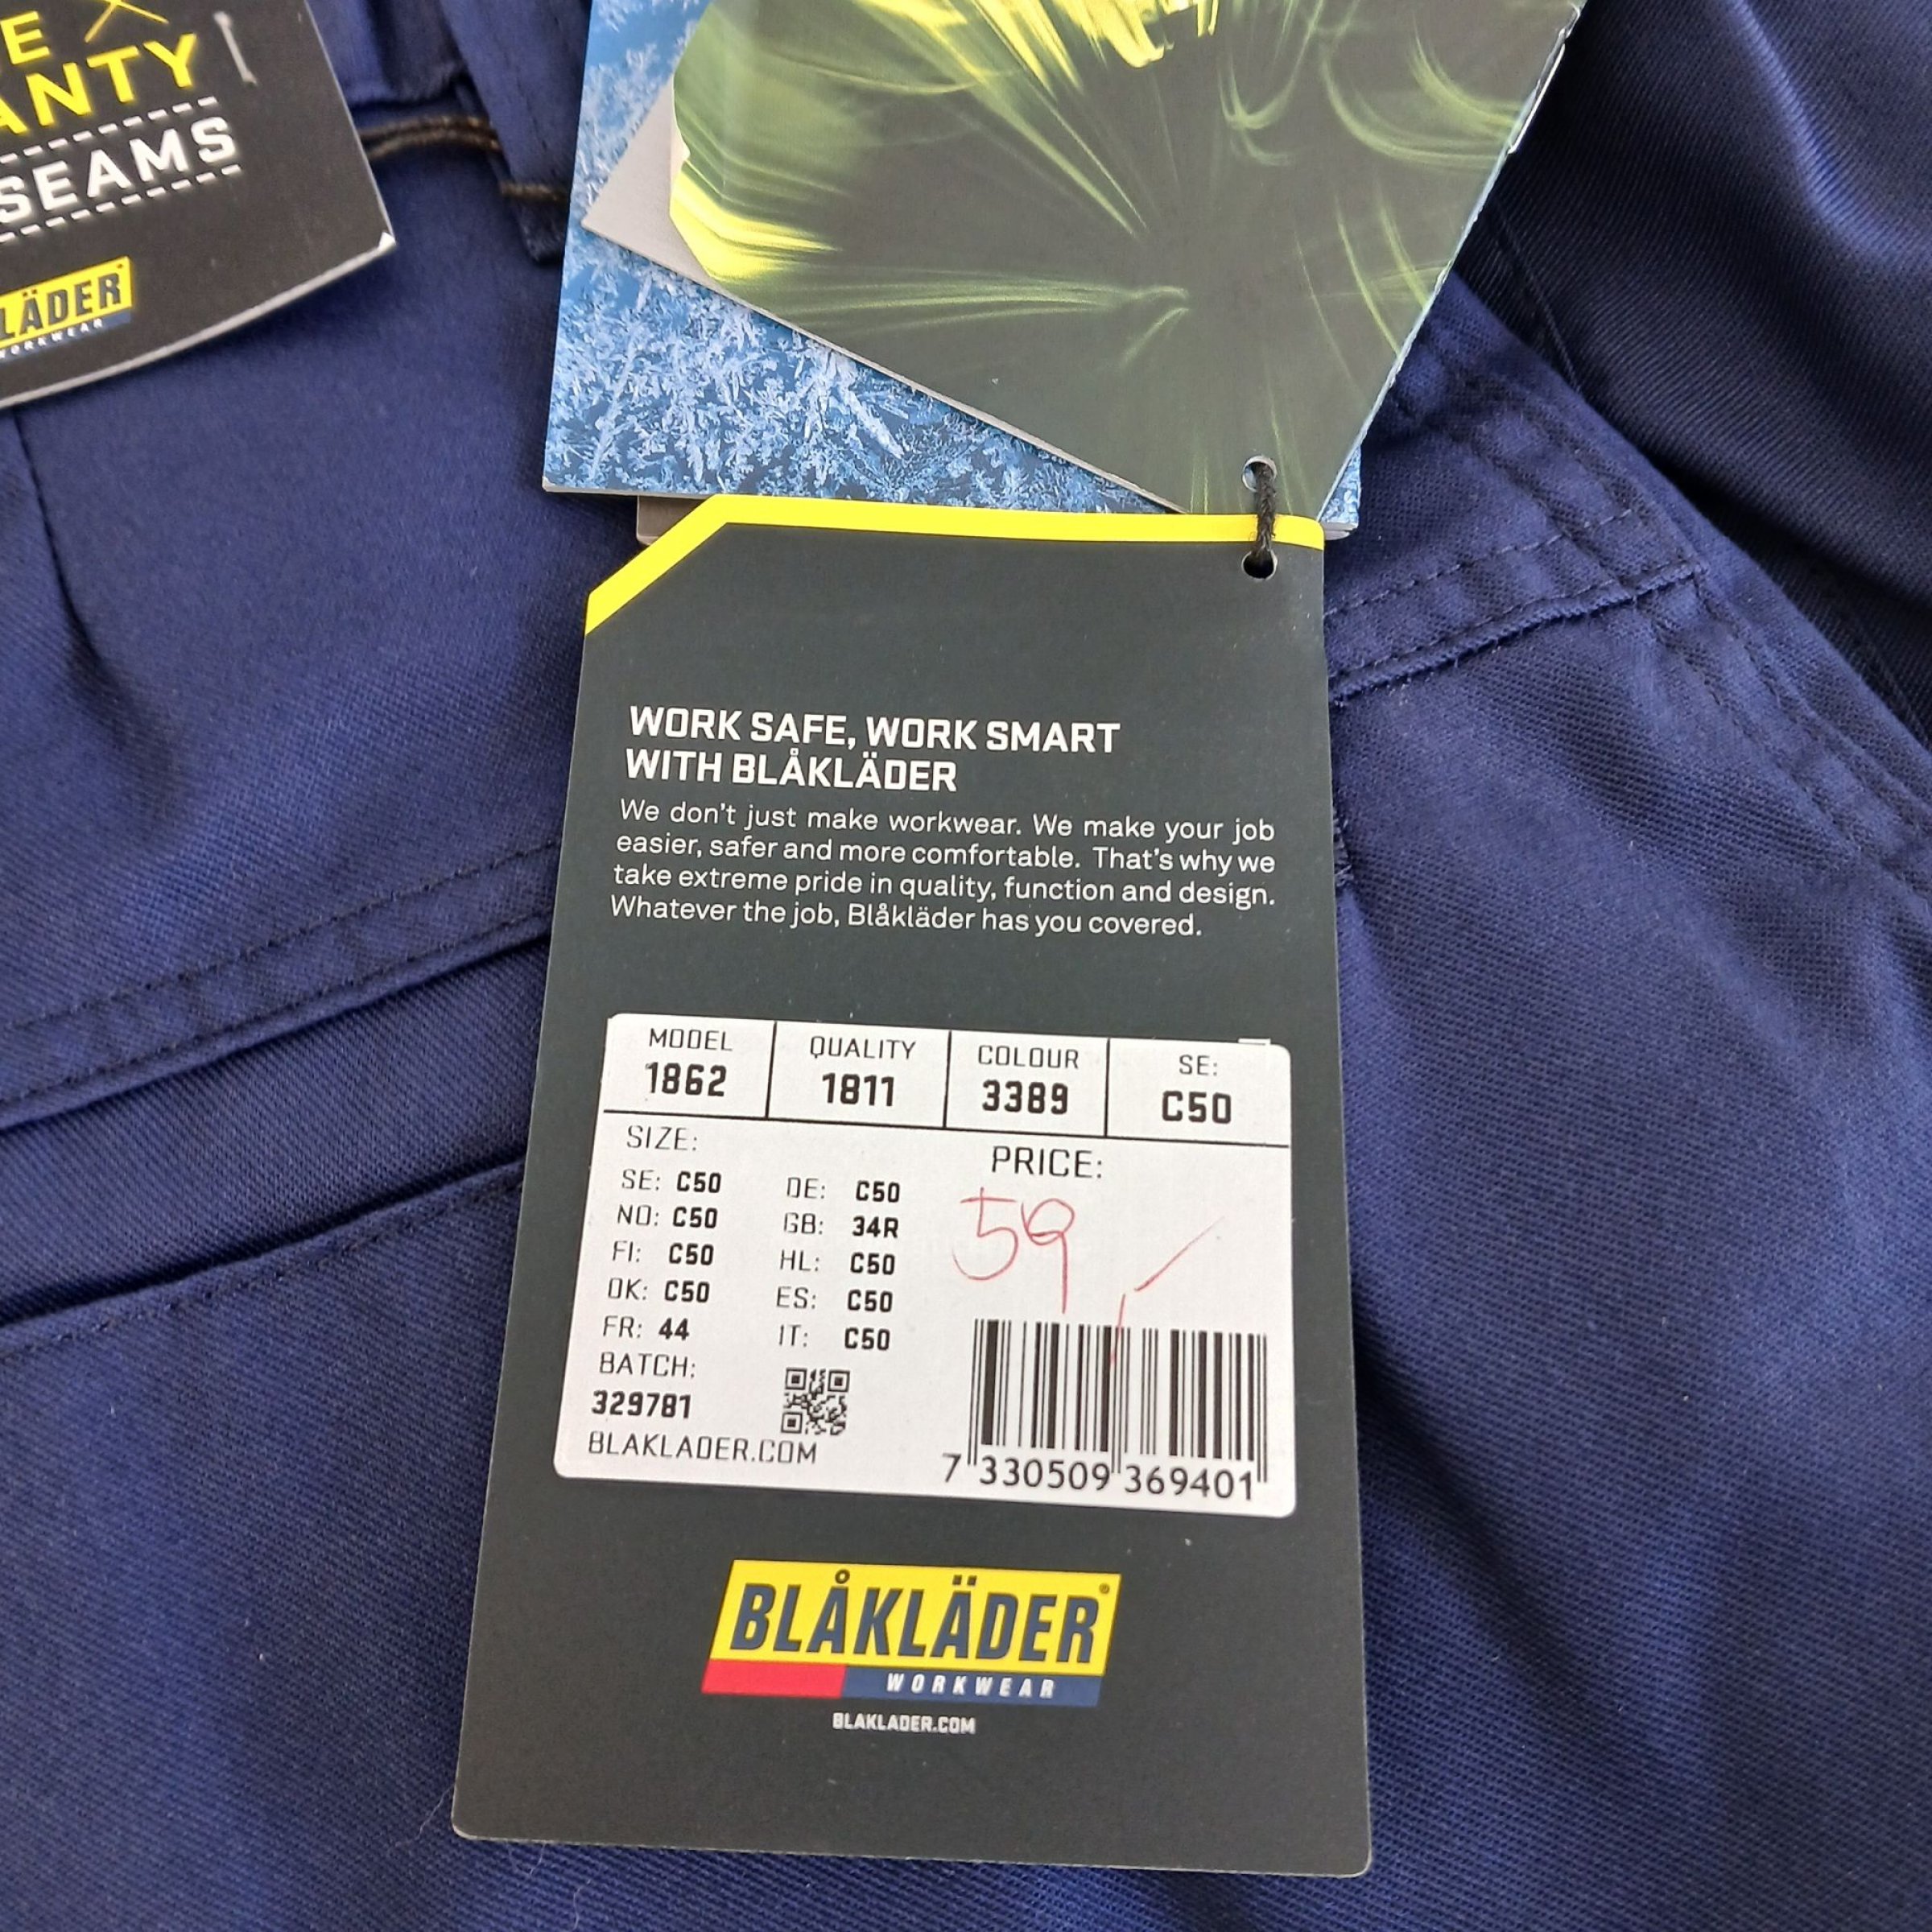 E
ANTY
SEAMS
LÄDER
WORKWEAR
WORK SAFE, WORK SMART
WITH BLÅKLÄDER
We don't just make workwear. We make your job
easier, safer and more comfortable. That's why we
take extreme pride in quality, function and design.
Whatever the job, Blåkläder has you covered.
MODEL QUALITY COLOUR SE:
1862 1811 3389 C50
SIZE: PRICE:
SE: C50 DE: C50
59,-
NO: C50 GB: 34R
FI: C50 HL: C50
DK: C50 ES: C50
FR: 44 IT: C50
BATCH:
329781
BLAKLADER.COM
7 330509 369401
BLÅKLÄDER®
WORKWEAR
BLAKLADER.COM